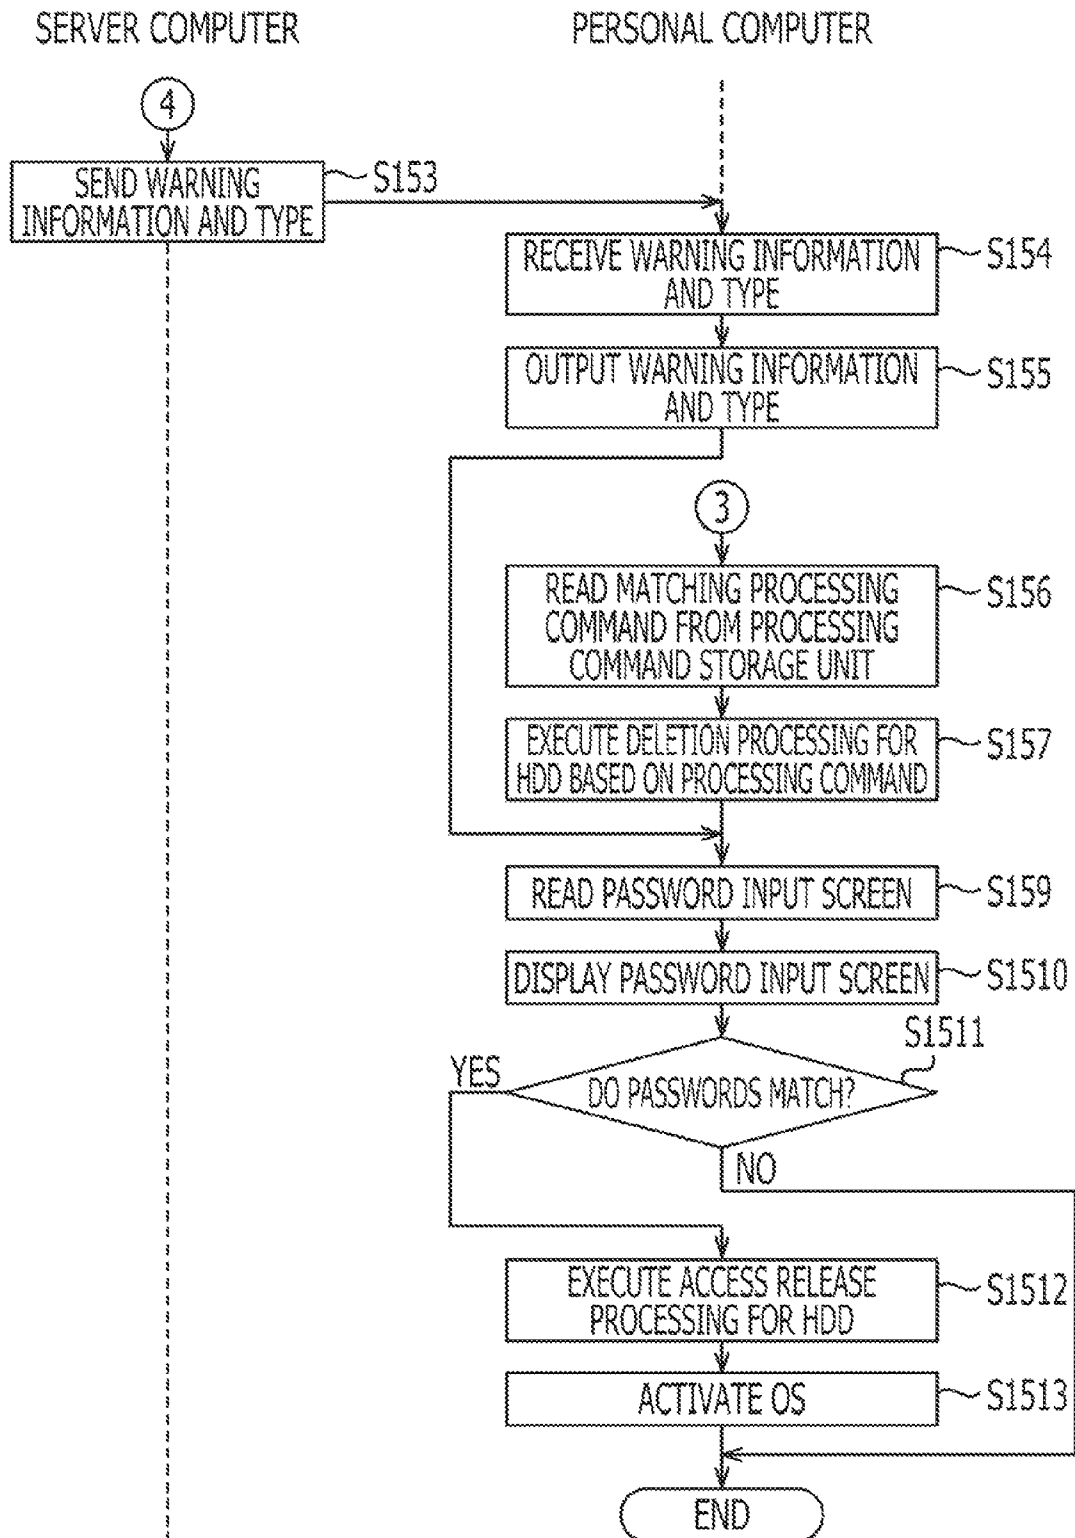 SERVER COMPUTER
PERSONAL COMPUTER
4
SEND WARNING
INFORMATION AND TYPE
S153
RECEIVE WARNING INFORMATION
AND TYPE
S154
OUTPUT WARNING INFORMATION
AND TYPE
S155
3
READ MATCHING PROCESSING
COMMAND FROM PROCESSING
COMMAND STORAGE UNIT
S156
EXECUTE DELETION PROCESSING FOR
HDD BASED ON PROCESSING COMMAND
S157
READ PASSWORD INPUT SCREEN
S159
DISPLAY PASSWORD INPUT SCREEN
S1510
S1511
YES
DO PASSWORDS MATCH?
NO
EXECUTE ACCESS RELEASE
PROCESSING FOR HDD
S1512
ACTIVATE OS
S1513
END